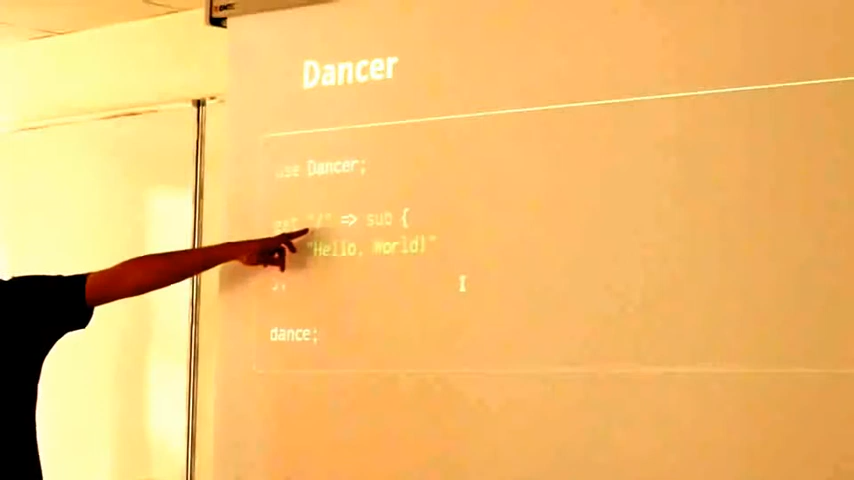 Dancer
use Dancer;
get "/" => sub {
"Hello, World!"
};
dance;